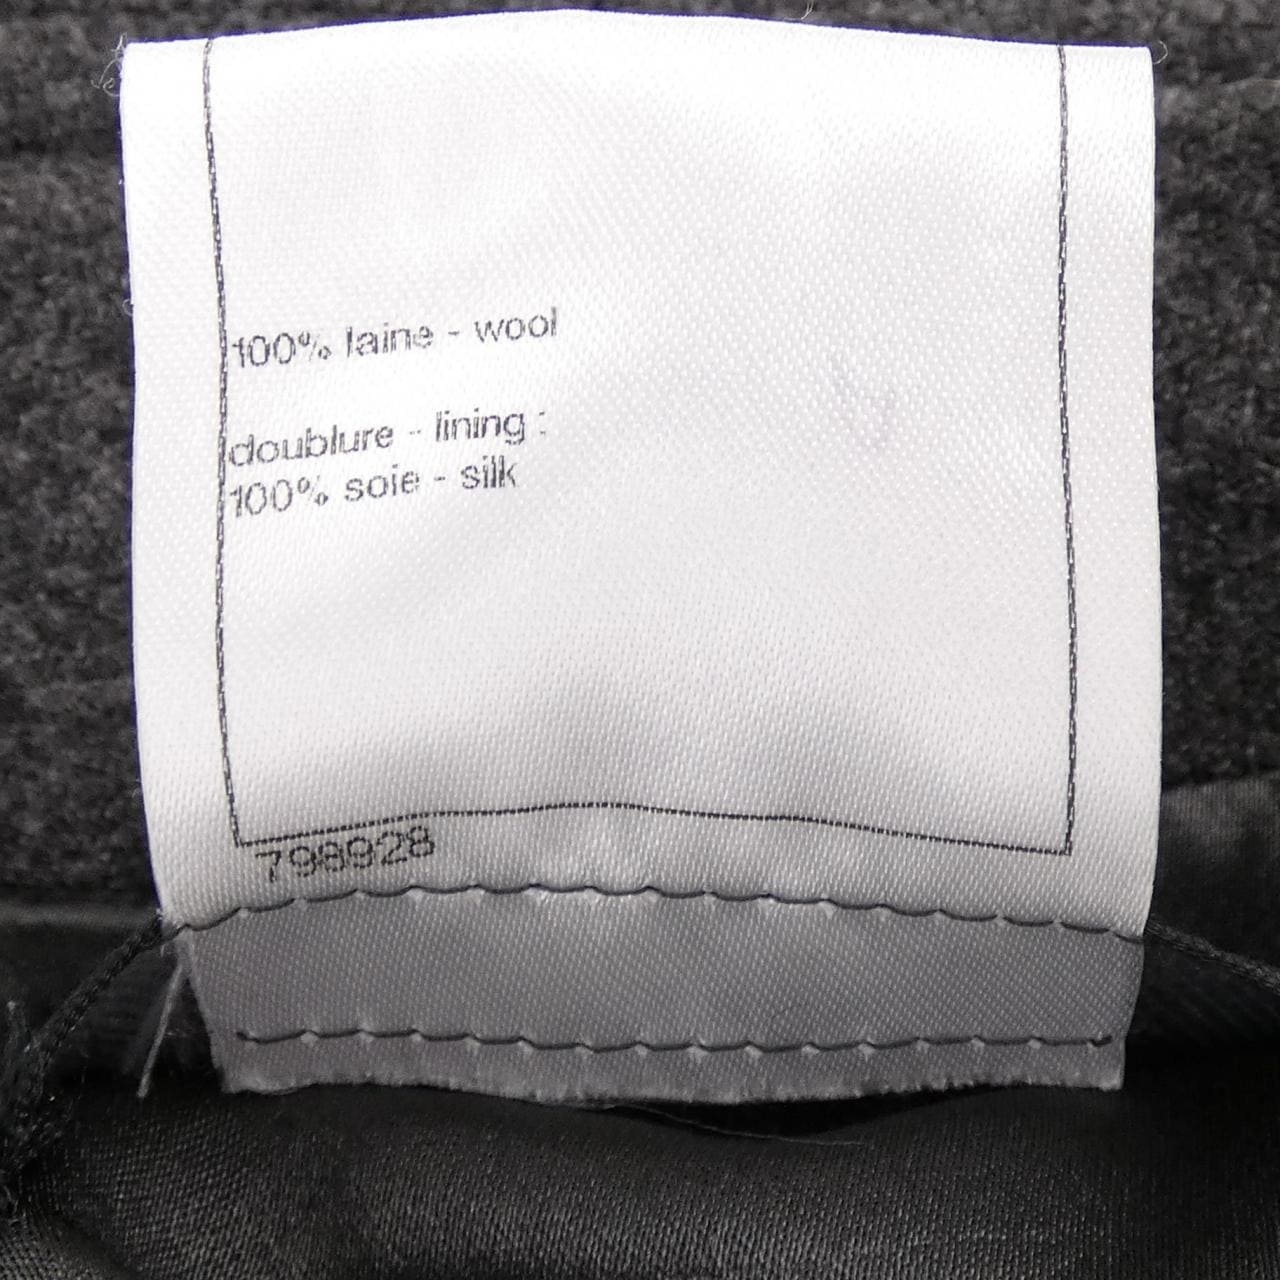 100% laine - wool
doublure - lining :
100% soie - silk
798928